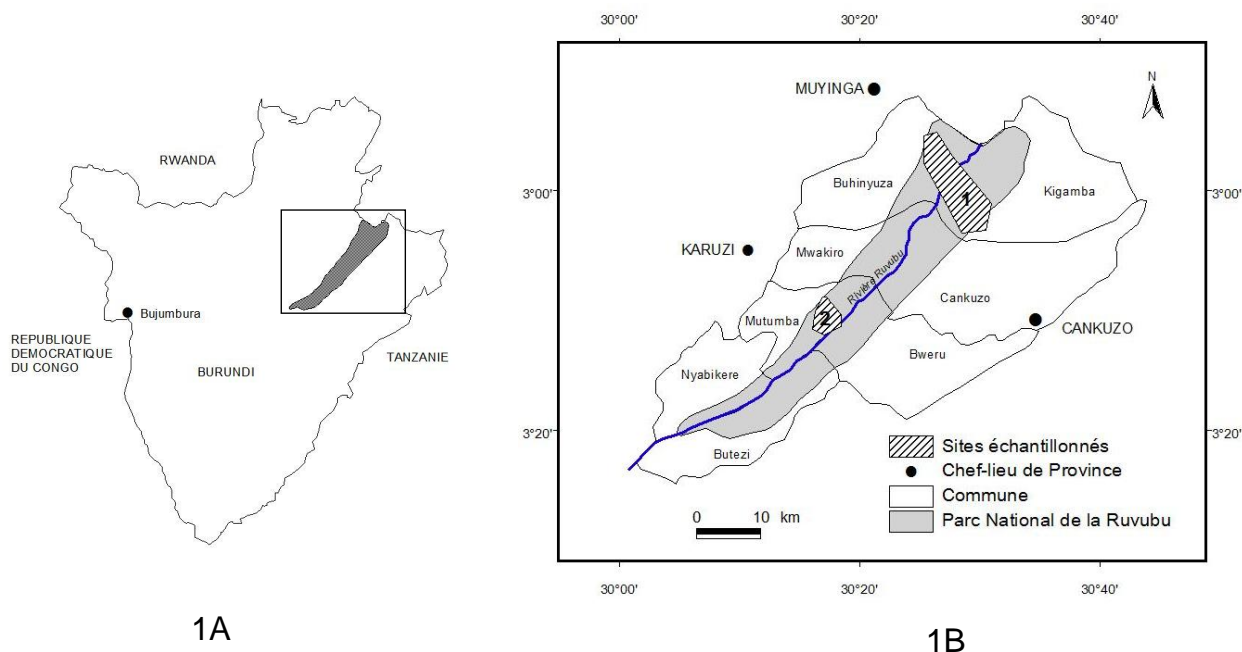 RWANDA
Bujumbura
REPUBLIQUE
DEMOCRATIQUE
DU CONGO
BURUNDI
TANZANIE
1A
30°00'
30°20'
30°40'
MUYINGA
N
Buhinyuza
Kigamba
3°00'
3°00'
1
KARUZI
Mwakiro
Rivière Ruvubu
Cankuzo
Mutumba
2
CANKUZO
Bweru
Nyabikere
3°20'
3°20'
Butezi
Sites échantillonnés
Chef-lieu de Province
Commune
Parc National de la Ruvubu
0 10 km
30°00'
30°20'
30°40'
1B